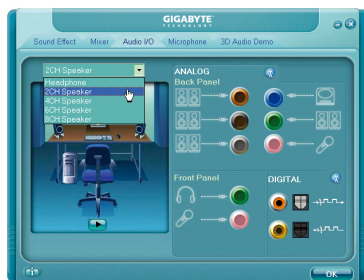 GIGABYTE
TECHNOLOGY
Sound Effect Mixer Audio I/O Microphone 3D Audio Demo
2CH Speaker
Headphone
2CH Speaker
4CH Speaker
6CH Speaker
8CH Speaker
ANALOG
Back Panel
Front Panel
DIGITAL
OK